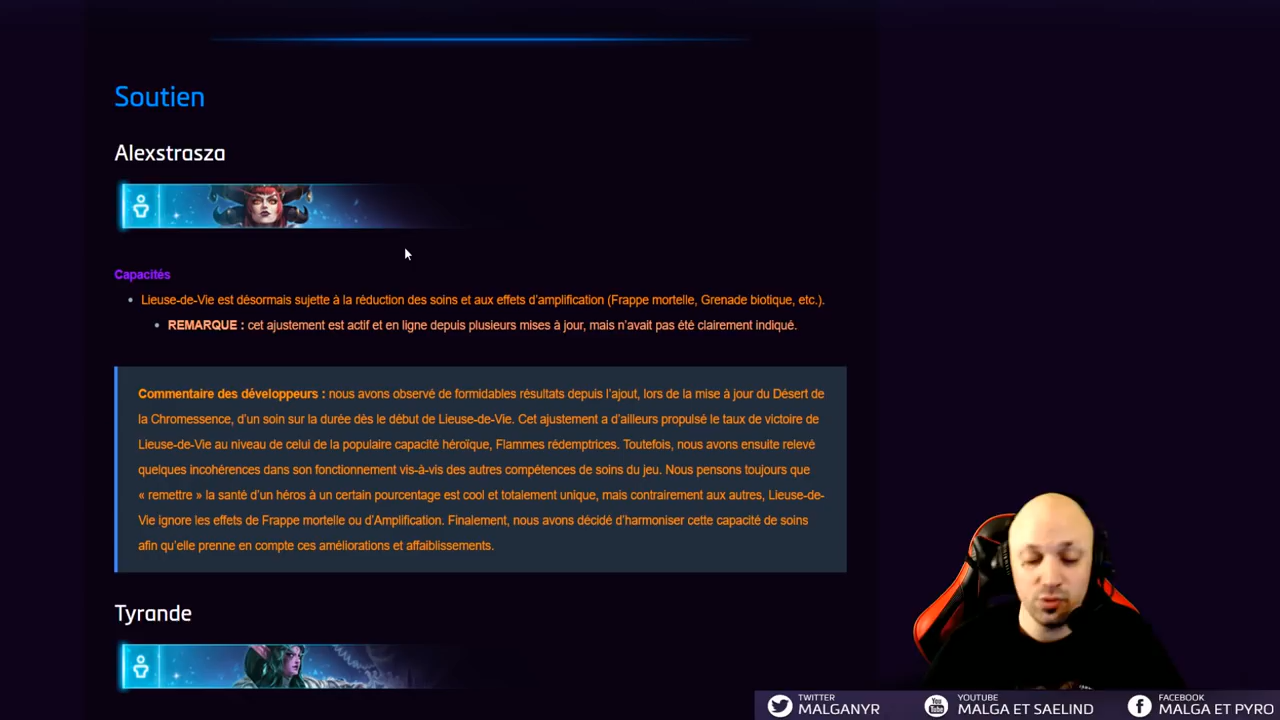 Soutien
Alexstrasza
Capacités
Lieuse-de-Vie est désormais sujette à la réduction des soins et aux effets d'amplification (Frappe mortelle, Grenade biotique, etc.).
REMARQUE : cet ajustement est actif et en ligne depuis plusieurs mises à jour, mais n'avait pas été clairement indiqué.
Commentaire des développeurs : nous avons observé de formidables résultats depuis l'ajout, lors de la mise à jour du Désert de
la Chromessence, d'un soin sur la durée dès le début de Lieuse-de-Vie. Cet ajustement a d'ailleurs propulsé le taux de victoire de
Lieuse-de-Vie au niveau de celui de la populaire capacité héroïque, Flammes rédemptrices. Toutefois, nous avons ensuite relevé
quelques incohérences dans son fonctionnement vis-à-vis des autres compétences de soins du jeu. Nous pensons toujours que
« remettre » la santé d'un héros à un certain pourcentage est cool et totalement unique, mais contrairement aux autres, Lieuse-de-
Vie ignore les effets de Frappe mortelle ou d'Amplification. Finalement, nous avons décidé d'harmoniser cette capacité de soins
afin qu'elle prenne en compte ces améliorations et affaiblissements.
Tyrande
TWITTER
MALGANYR
YOUTUBE
MALGA ET SAELIND
FACEBOOK
MALGA ET PYRO